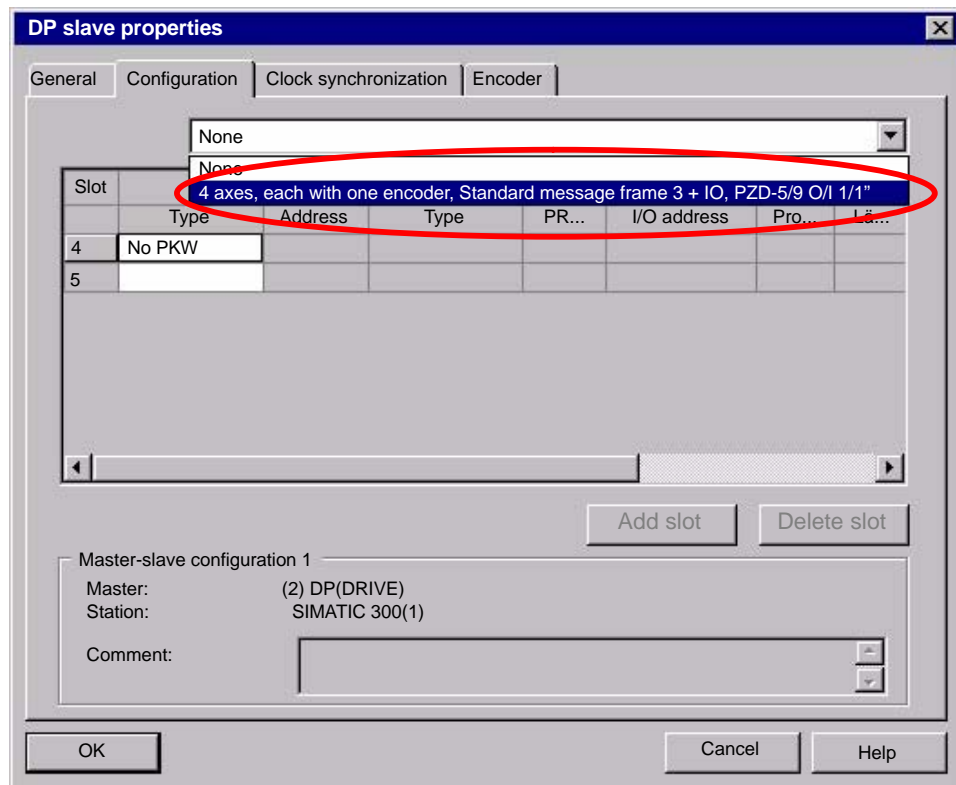 DP slave properties
General Configuration Clock synchronization Encoder
None
None
4 axes, each with one encoder, Standard message frame 3 + IO, PZD-5/9 O/I 1/1”
Slot
Type Address Type PR... I/O address Pro... Lä...
4 No PKW
5
Add slot Delete slot
Master-slave configuration 1
Master: (2) DP(DRIVE)
Station: SIMATIC 300(1)
Comment:
OK Cancel Help